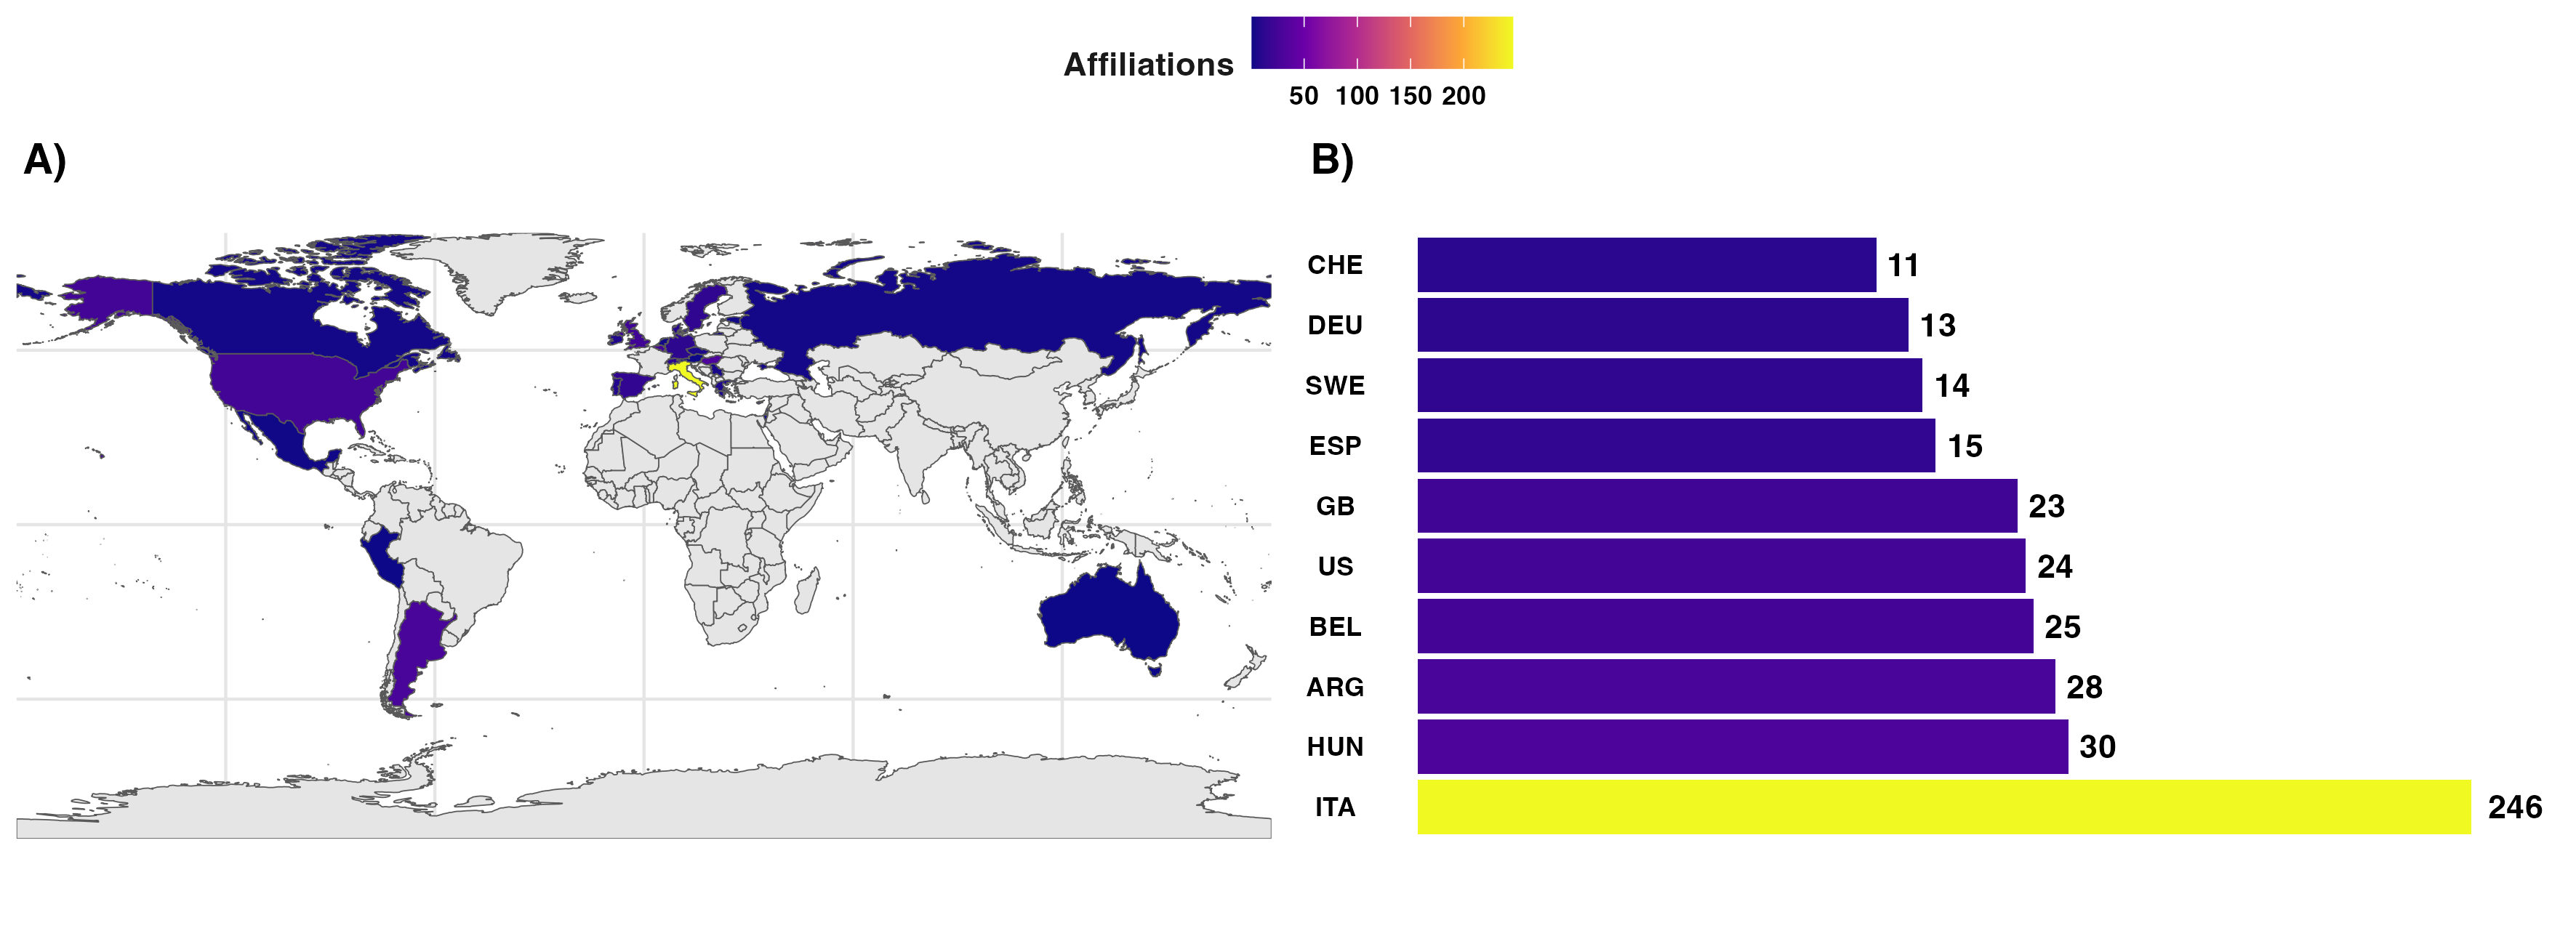 Affiliations
50 100 150 200
A)
B)
CHE 11
DEU 13
SWE 14
ESP 15
GB 23
US 24
BEL 25
ARG 28
HUN 30
ITA 246